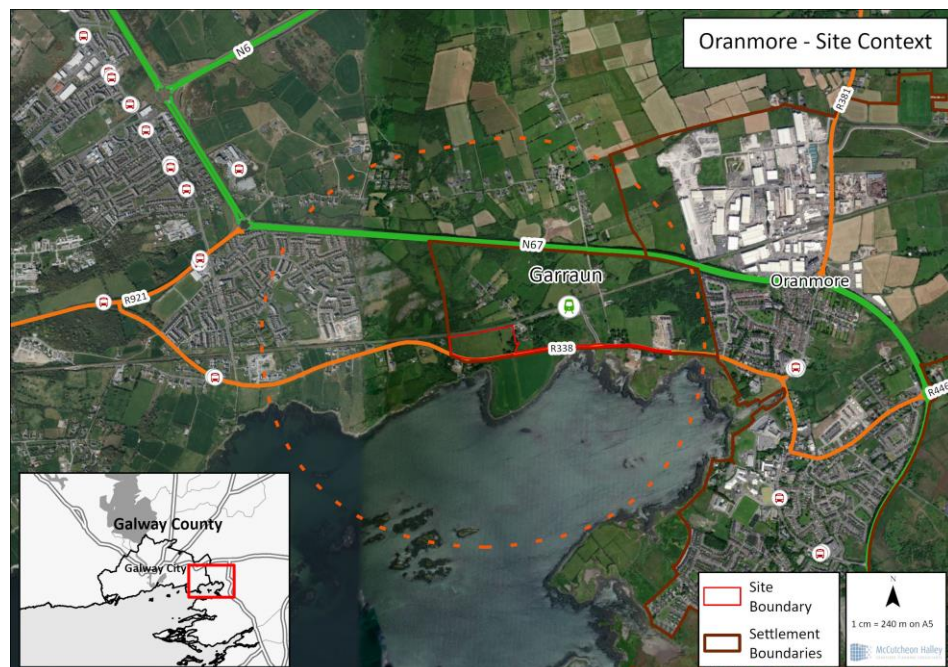 Oranmore - Site Context
N6
R381
N67
Garraun
Oranmore
R921
R338
R446
Galway County
Galway City
Site
Boundary
Settlement
Boundaries
N
1 cm = 240 m on A5
McCutcheon Halley